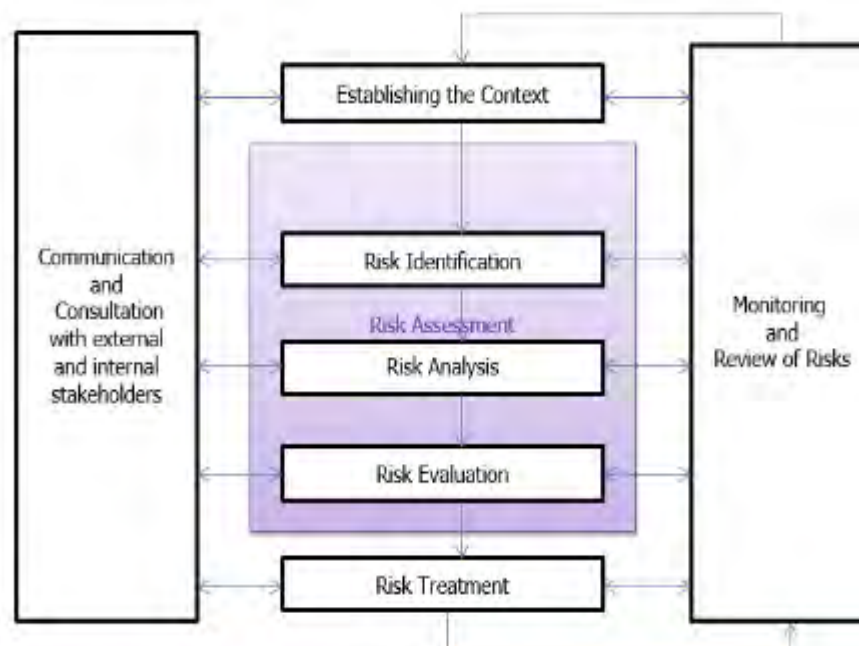 Establishing the Context
Communication
and
Consultation
with external
and internal
stakeholders
Risk Identification
Risk Assessment
Risk Analysis
Risk Evaluation
Risk Treatment
Monitoring
and
Review of Risks